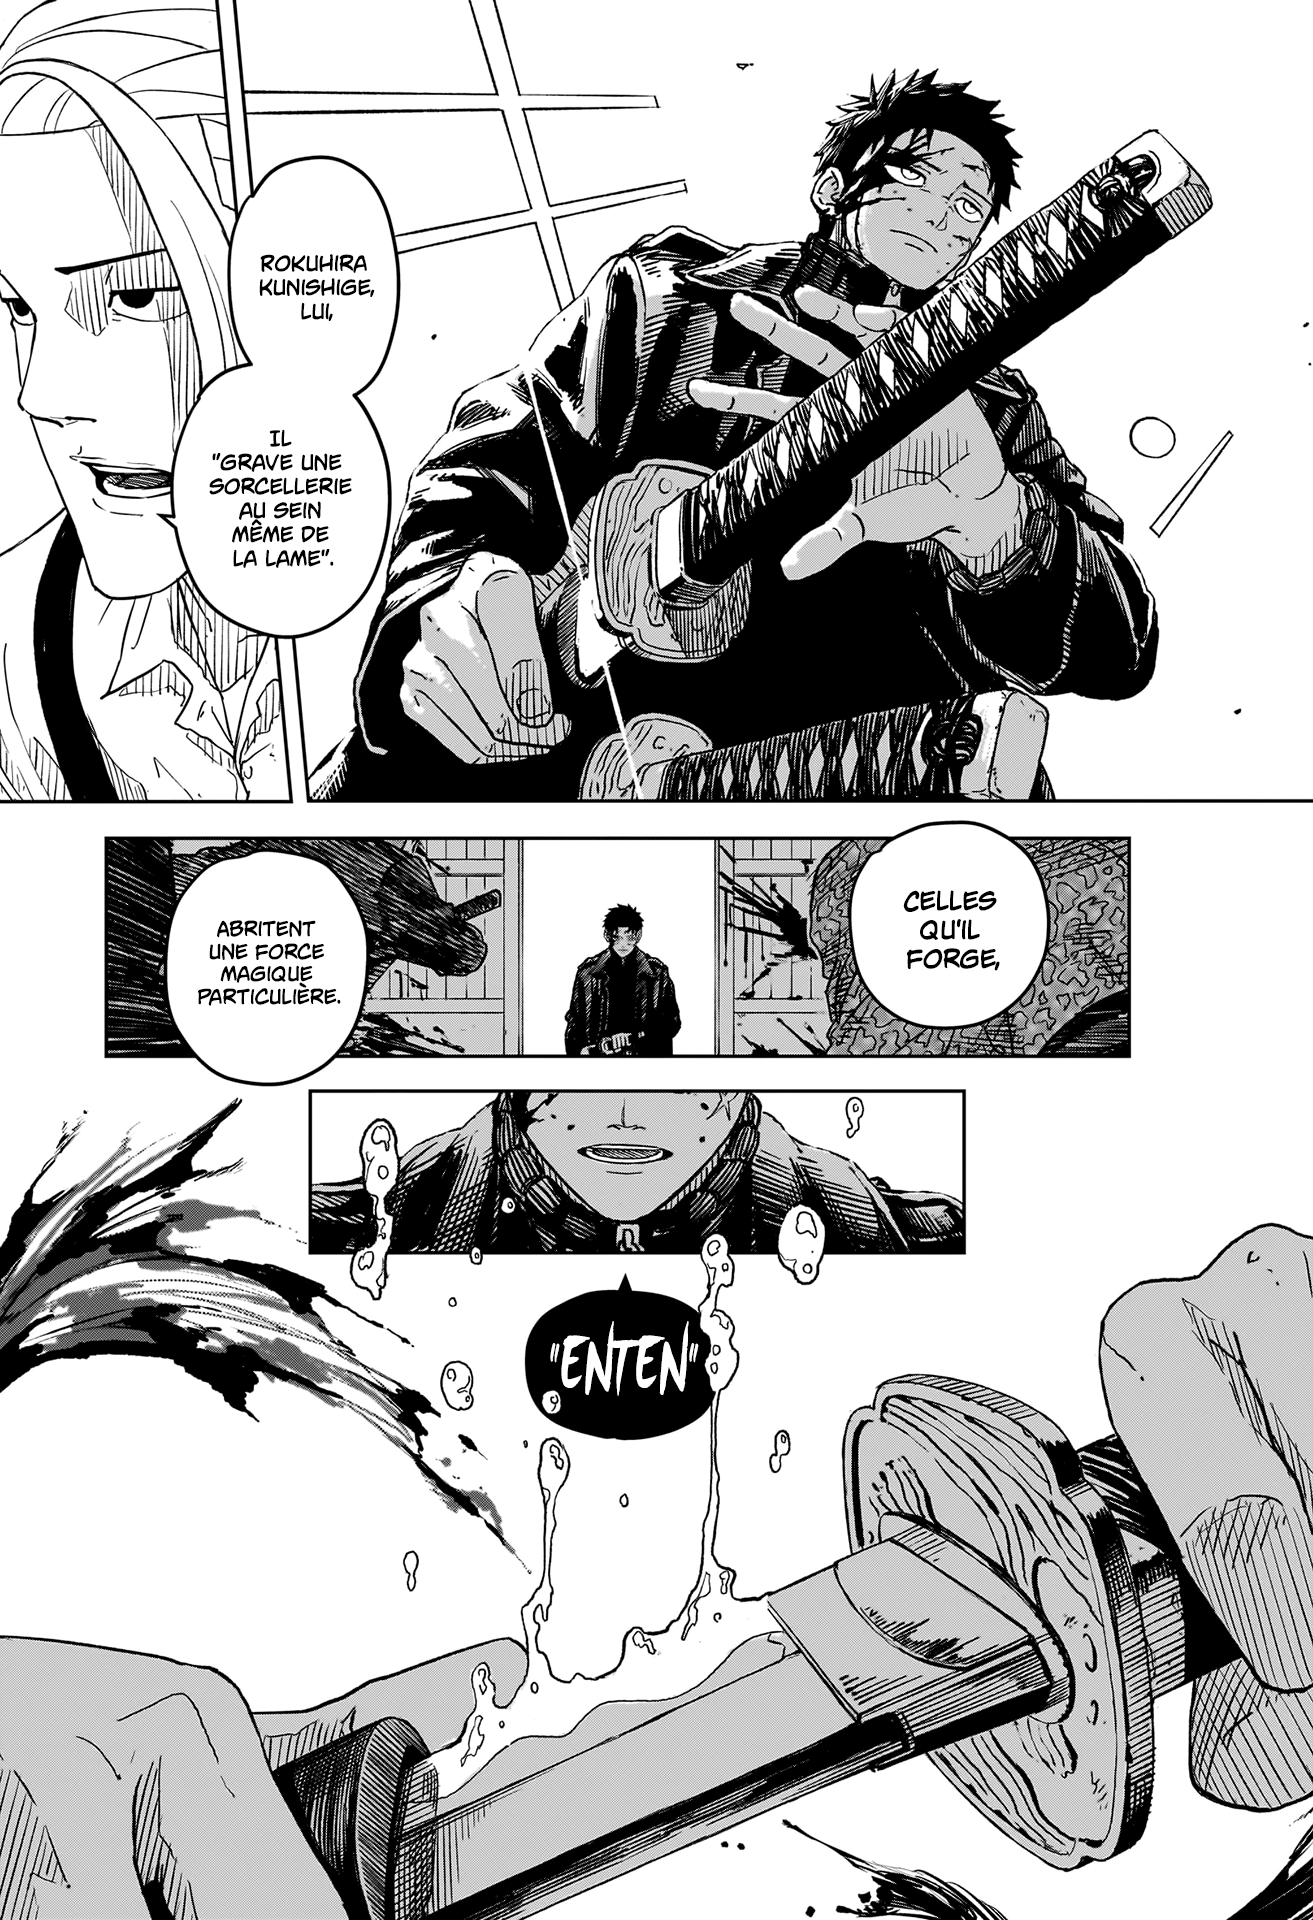 ROKUHIRA
KUNISHIGE,
LUI,
IL
"GRAVE UNE
SORCELLERIE
AU SEIN
MÊME DE
LA LAME".
CELLES
QU'IL
FORGE,
ABRITENT
UNE FORCE
MAGIQUE
PARTICULIÈRE.
"ENTEN"